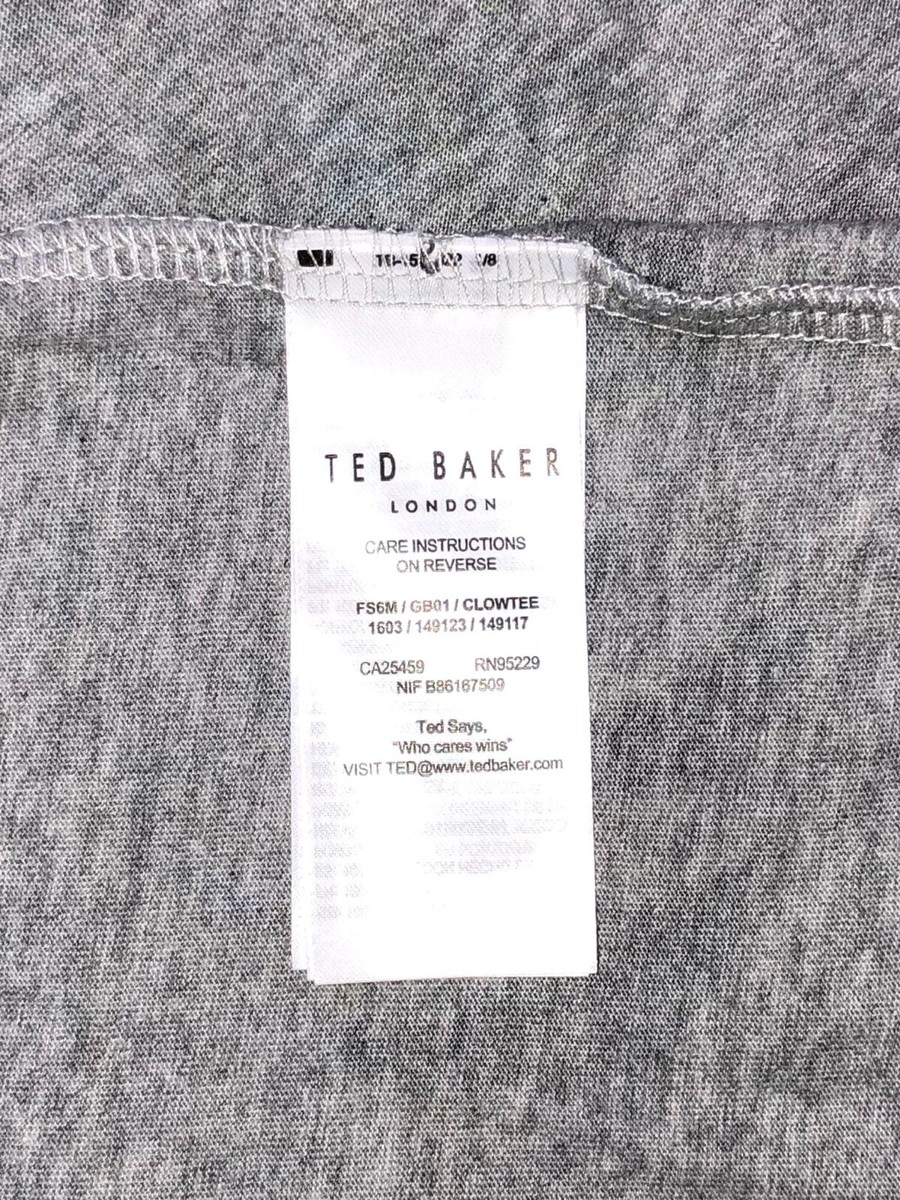 TED BAKER
LONDON
CARE INSTRUCTIONS
ON REVERSE
FS6M / GB01 / CLOWTEE
1603 / 149123 / 149117
CA25459 RN95229
NIF B86167509
Ted Says,
"Who cares wins"
VISIT TED@www.tedbaker.com